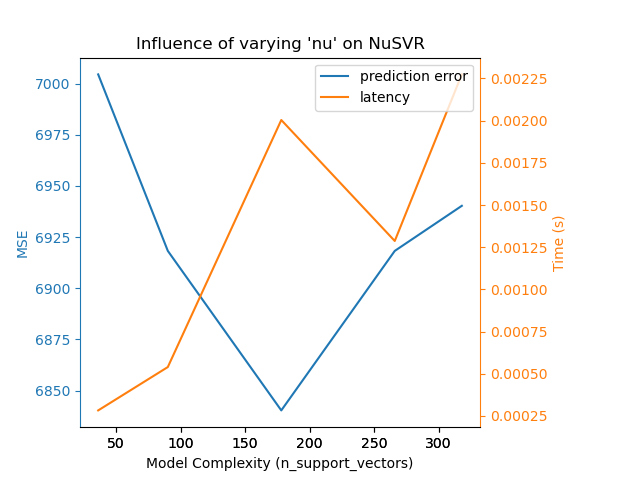 Influence of varying 'nu' on NuSVR
prediction error
latency
7000
6975
6950
6925
6900
6875
6850
MSE
0.00225
0.00200
0.00175
0.00150
0.00125
0.00100
0.00075
0.00050
0.00025
Time (s)
50 100 150 200 250 300
Model Complexity (n_support_vectors)